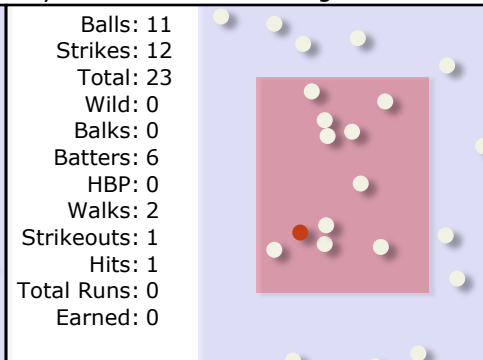 Balls: 11
Strikes: 12
Total: 23
Wild: 0
Balks: 0
Batters: 6
HBP: 0
Walks: 2
Strikeouts: 1
Hits: 1
Total Runs: 0
Earned: 0